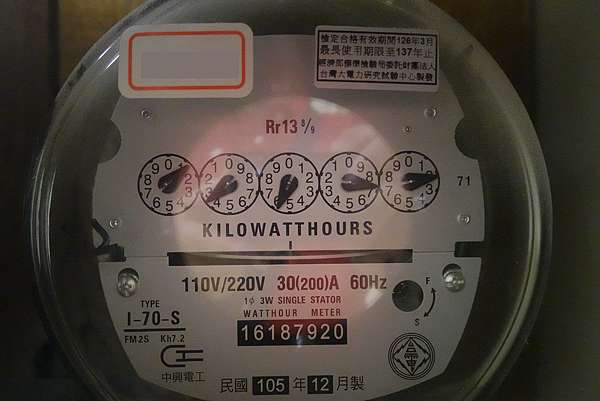 檢定合格有效期間126年3月
最長使用期限至137年止
經濟部標準檢驗局委託財團法人
台灣大電力研究試驗中心製發
Rr13 8/9
71
KILOWATTHOURS
110V/220V 30(200)A 60Hz
1ϕ 3W SINGLE STATOR
WATTHOUR METER
TYPE
I-70-S
FM2S Kh7.2
16187920
F
S
中興電工
民國 105 年 12 月製